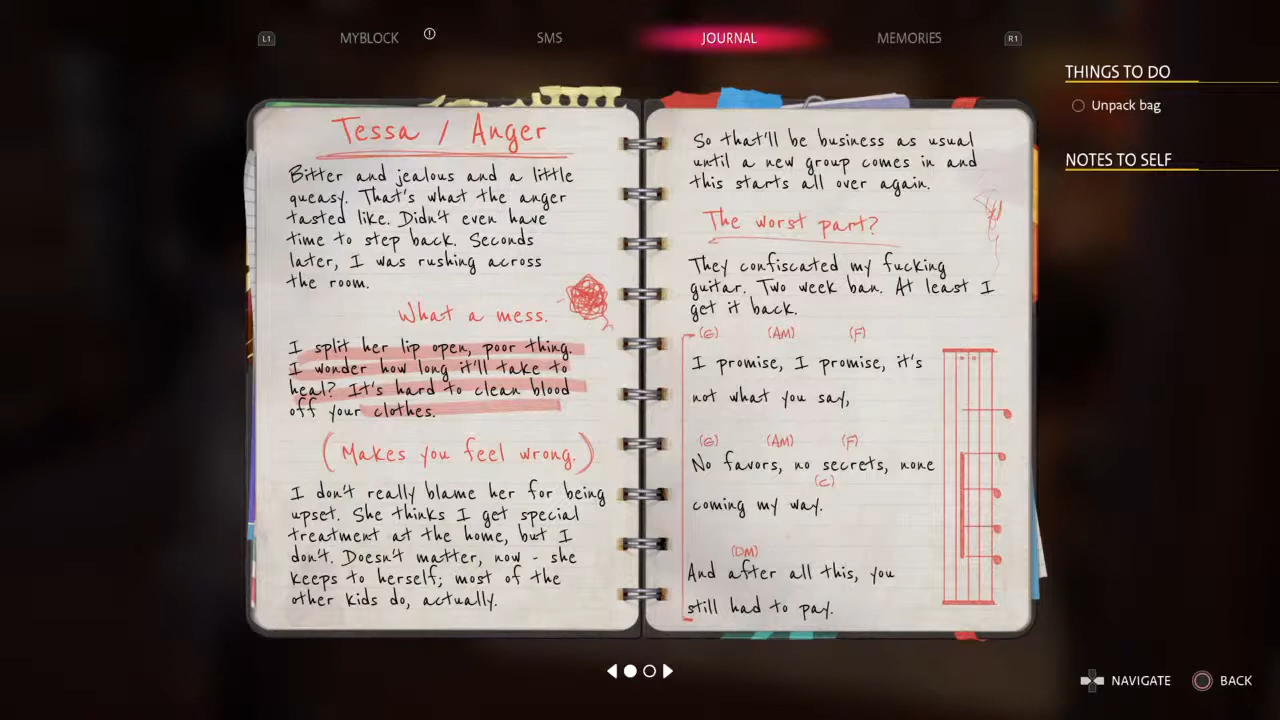 L1
MYBLOCK
SMS
JOURNAL
MEMORIES
R1
THINGS TO DO
Unpack bag
NOTES TO SELF
Tessa / Anger
Bitter and jealous and a little
queasy. That's what the anger
tasted like. Didn't even have
time to step back. Seconds
later, I was rushing across
the room.
What a mess.
I split her lip open, poor thing.
I wonder how long it'll take to
heal? It's hard to clean blood
off your clothes.
(Makes you feel wrong.)
I don't really blame her for being
upset. She thinks I get special
treatment at the home, but I
don't. Doesn't matter, now - she
keeps to herself; most of the
other kids do, actually.
So that'll be business as usual
until a new group comes in and
this starts all over again.
The worst part?
They confiscated my fucking
guitar. Two week ban. At least I
get it back.
(G) (AM) (F)
I promise, I promise, it's
not what you say,
(G) (AM) (F)
No favors, no secrets, none
(C)
coming my way.
(DM)
And after all this, you
still had to pay.
NAVIGATE
BACK